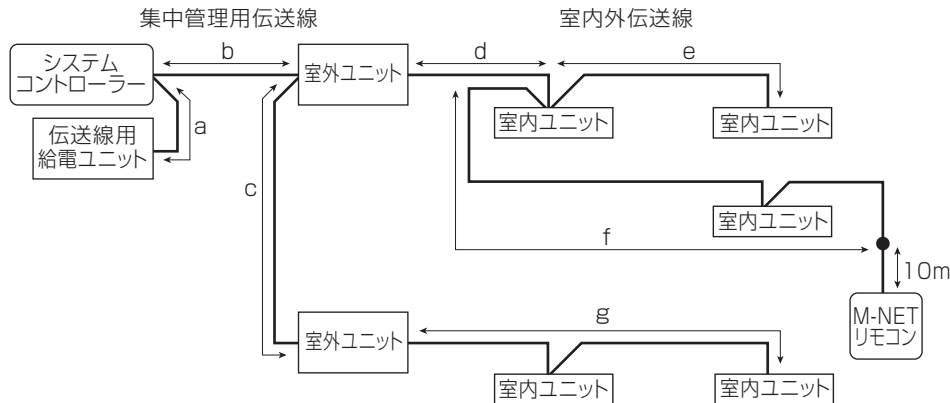 集中管理用伝送線
室内外伝送線
システム
コントローラー
b
室外ユニット
d
e
a
伝送線用
給電ユニット
室内ユニット
室内ユニット
c
室内ユニット
f
10m
M-NET
リモコン
g
室外ユニット
室内ユニット
室内ユニット